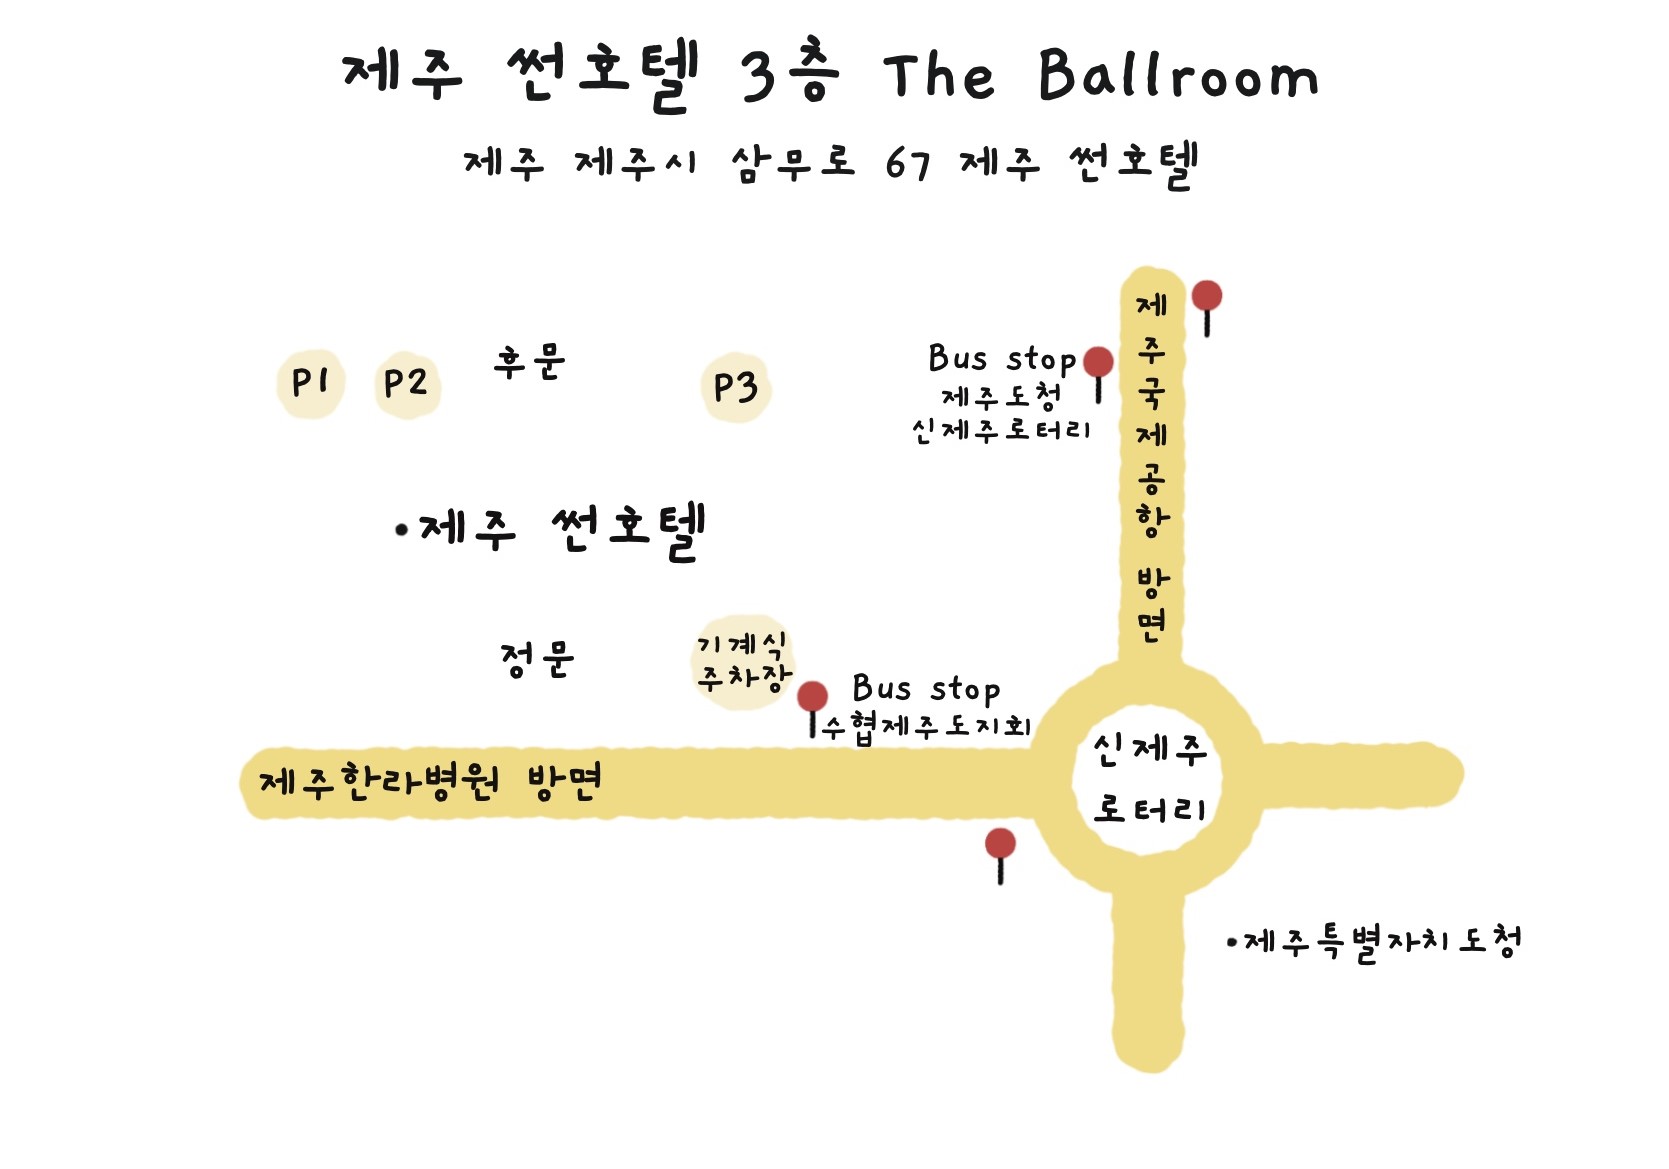 제주 썬호텔 3층 The Ballroom
제주 제주시 삼무로 67 제주 썬호텔
P1
P2
후문
P3
Bus stop
제주도청
신제주로터리
제주국제공항 방면
•제주 썬호텔
정문
기계식
주차장
Bus stop
수협제주도지회
제주한라병원 방면
신제주
로터리
•제주특별자치도청